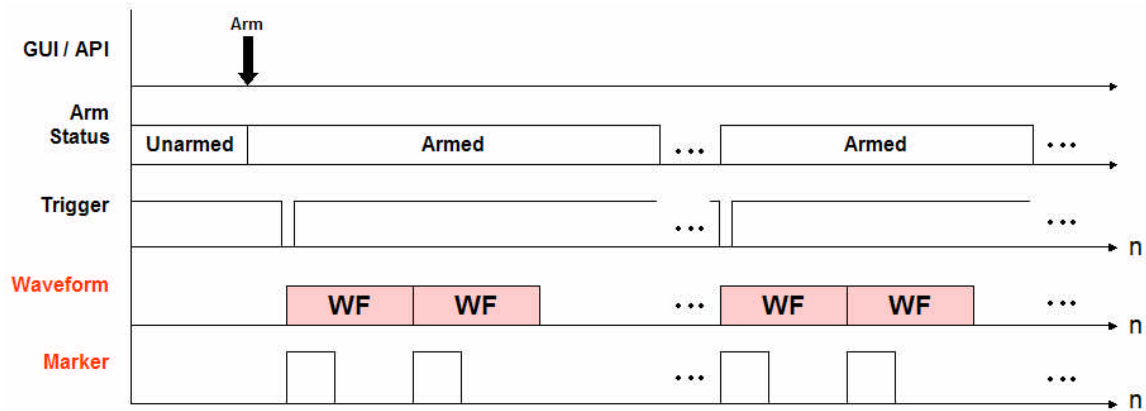 Arm
GUI / API
Arm
Status
Unarmed
Armed
...
Armed
...
Trigger
...
...
n
Waveform
WF
WF
...
WF
WF
...
n
Marker
...
...
n